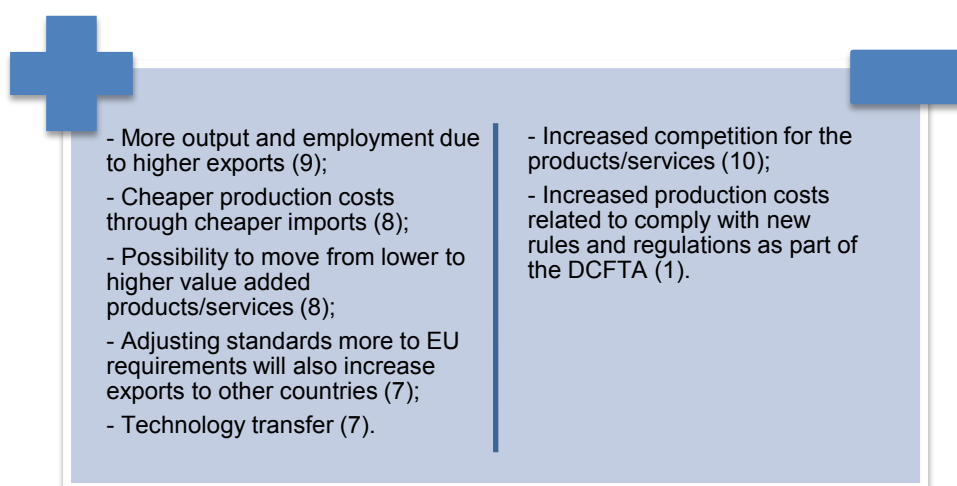 - More output and employment due
to higher exports (9);
- Cheaper production costs
through cheaper imports (8);
- Possibility to move from lower to
higher value added
products/services (8);
- Adjusting standards more to EU
requirements will also increase
exports to other countries (7);
- Technology transfer (7).
- Increased competition for the
products/services (10);
- Increased production costs
related to comply with new
rules and regulations as part of
the DCFTA (1).